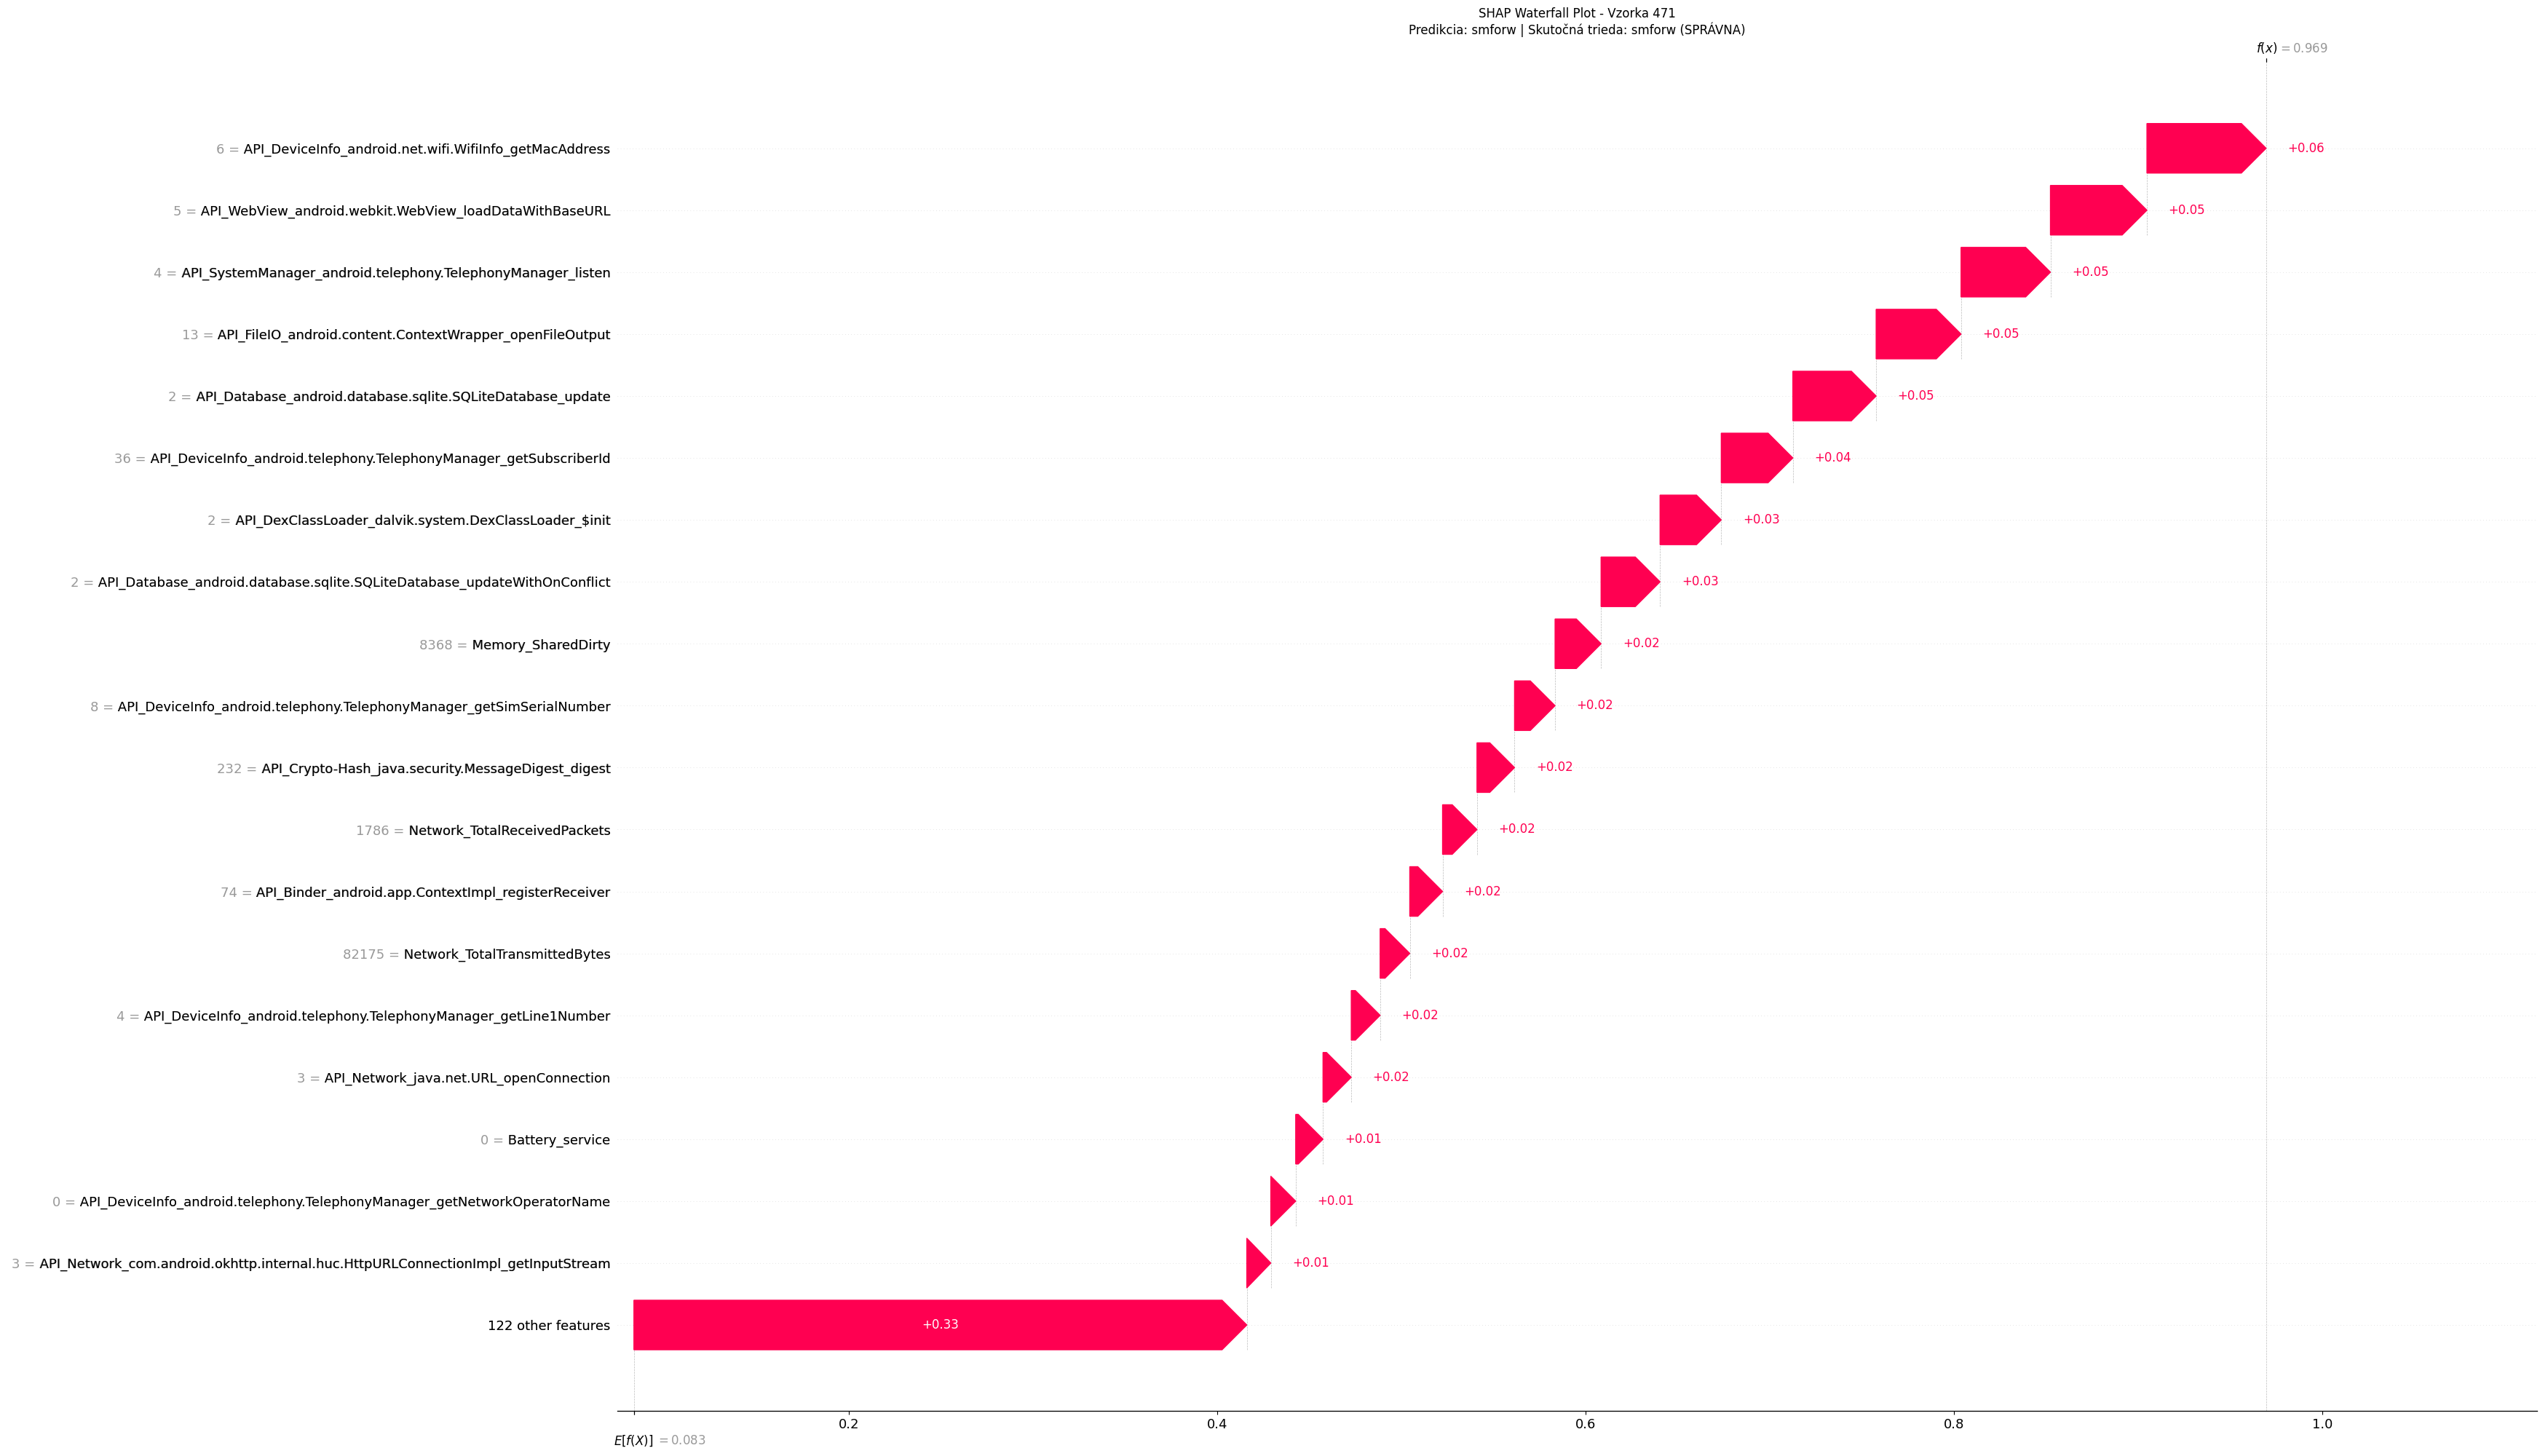 SHAP Waterfall Plot - Vzorka 471
Predikcia: smforw | Skutočná trieda: smforw (SPRÁVNA)
f(x) = 0.969
6 = API_DeviceInfo_android.net.wifi.WifiInfo_getMacAddress
+0.06
5 = API_WebView_android.webkit.WebView_loadDataWithBaseURL
+0.05
4 = API_SystemManager_android.telephony.TelephonyManager_listen
+0.05
13 = API_FileIO_android.content.ContextWrapper_openFileOutput
+0.05
2 = API_Database_android.database.sqlite.SQLiteDatabase_update
+0.05
36 = API_DeviceInfo_android.telephony.TelephonyManager_getSubscriberId
+0.04
2 = API_DexClassLoader_dalvik.system.DexClassLoader_$init
+0.03
2 = API_Database_android.database.sqlite.SQLiteDatabase_updateWithOnConflict
+0.03
8368 = Memory_SharedDirty
+0.02
8 = API_DeviceInfo_android.telephony.TelephonyManager_getSimSerialNumber
+0.02
232 = API_Crypto-Hash_java.security.MessageDigest_digest
+0.02
1786 = Network_TotalReceivedPackets
+0.02
74 = API_Binder_android.app.ContextImpl_registerReceiver
+0.02
82175 = Network_TotalTransmittedBytes
+0.02
4 = API_DeviceInfo_android.telephony.TelephonyManager_getLine1Number
+0.02
3 = API_Network_java.net.URL_openConnection
+0.02
0 = Battery_service
+0.01
0 = API_DeviceInfo_android.telephony.TelephonyManager_getNetworkOperatorName
+0.01
3 = API_Network_com.android.okhttp.internal.huc.HttpURLConnectionImpl_getInputStream
+0.01
122 other features
+0.33
0.2 0.4 0.6 0.8 1.0
E[f(X)] = 0.083